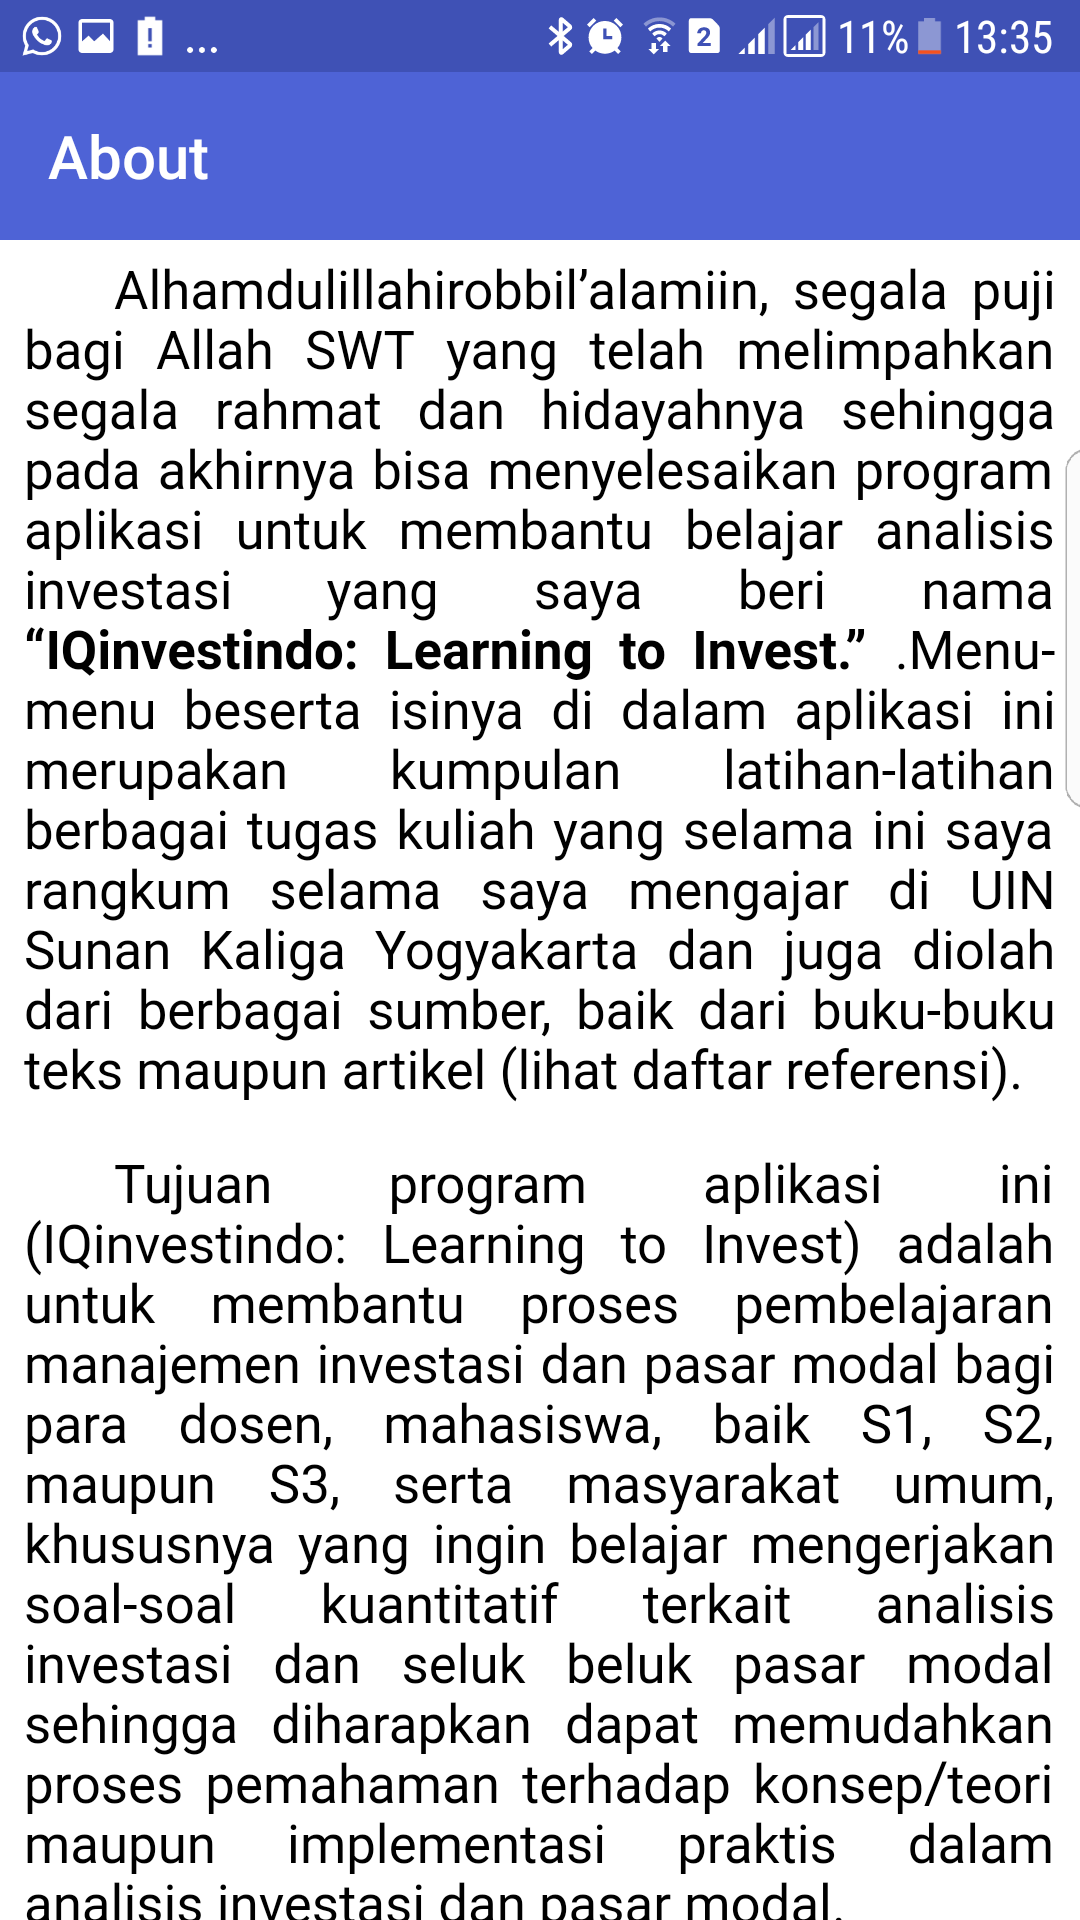 ... 2 11% 13:35
About
Alhamdulillahirobbil’alamiin, segala puji
bagi Allah SWT yang telah melimpahkan
segala rahmat dan hidayahnya sehingga
pada akhirnya bisa menyelesaikan program
aplikasi untuk membantu belajar analisis
investasi yang saya beri nama
“IQinvestindo: Learning to Invest.” .Menu-
menu beserta isinya di dalam aplikasi ini
merupakan kumpulan latihan-latihan
berbagai tugas kuliah yang selama ini saya
rangkum selama saya mengajar di UIN
Sunan Kaliga Yogyakarta dan juga diolah
dari berbagai sumber, baik dari buku-buku
teks maupun artikel (lihat daftar referensi).
Tujuan program aplikasi ini
(IQinvestindo: Learning to Invest) adalah
untuk membantu proses pembelajaran
manajemen investasi dan pasar modal bagi
para dosen, mahasiswa, baik S1, S2,
maupun S3, serta masyarakat umum,
khususnya yang ingin belajar mengerjakan
soal-soal kuantitatif terkait analisis
investasi dan seluk beluk pasar modal
sehingga diharapkan dapat memudahkan
proses pemahaman terhadap konsep/teori
maupun implementasi praktis dalam
analisis investasi dan pasar modal.